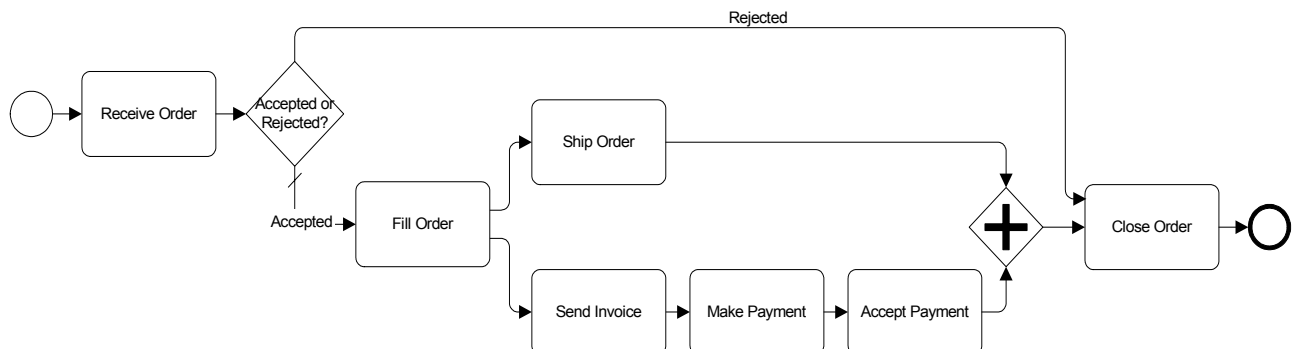 Rejected
Receive Order
Accepted or
Rejected?
Ship Order
Accepted
Fill Order
Close Order
Send Invoice
Make Payment
Accept Payment